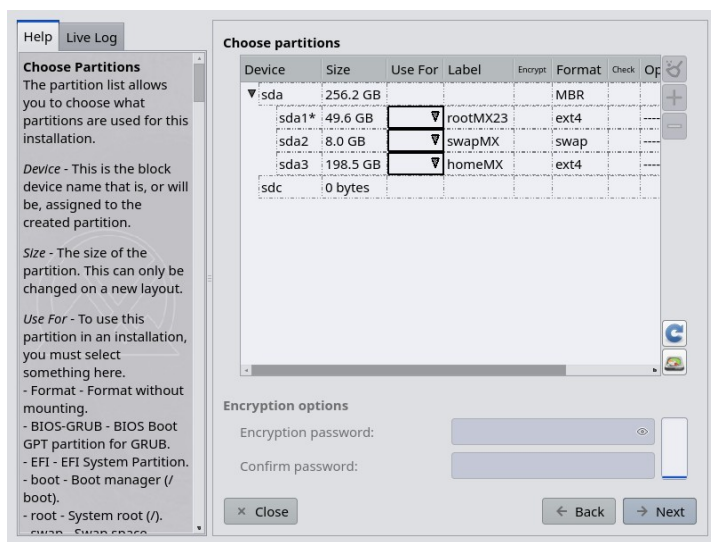 Help Live Log
Choose Partitions
The partition list allows
you to choose what
partitions are used for this
installation.
Device - This is the block
device name that is, or will
be, assigned to the
created partition.
Size - The size of the
partition. This can only be
changed on a new layout.
Use For - To use this
partition in an installation,
you must select
something here.
- Format - Format without
mounting.
- BIOS-GRUB - BIOS Boot
GPT partition for GRUB.
- EFI - EFI System Partition.
- boot - Boot manager (/
boot).
- root - System root (/).
- swap - Swap space
Choose partitions
Device Size Use For Label Encrypt Format Check Op
sda 256.2 GB MBR
sda1* 49.6 GB rootMX23 ext4 ----
sda2 8.0 GB swapMX swap ----
sda3 198.5 GB homeMX ext4 ----
sdc 0 bytes
Encryption options
Encryption password:
Confirm password:
× Close
← Back
→ Next